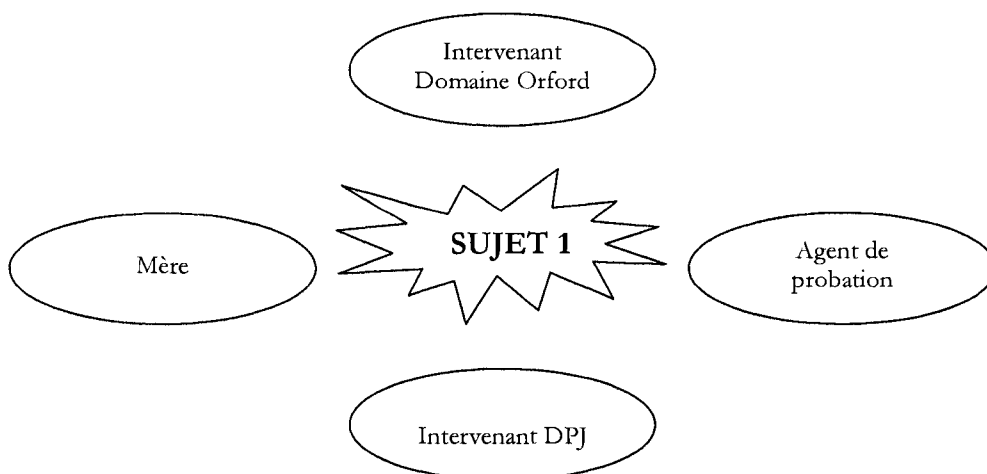 Intervenant
Domaine Orford
Mère
SUJET 1
Agent de
probation
Intervenant DPJ